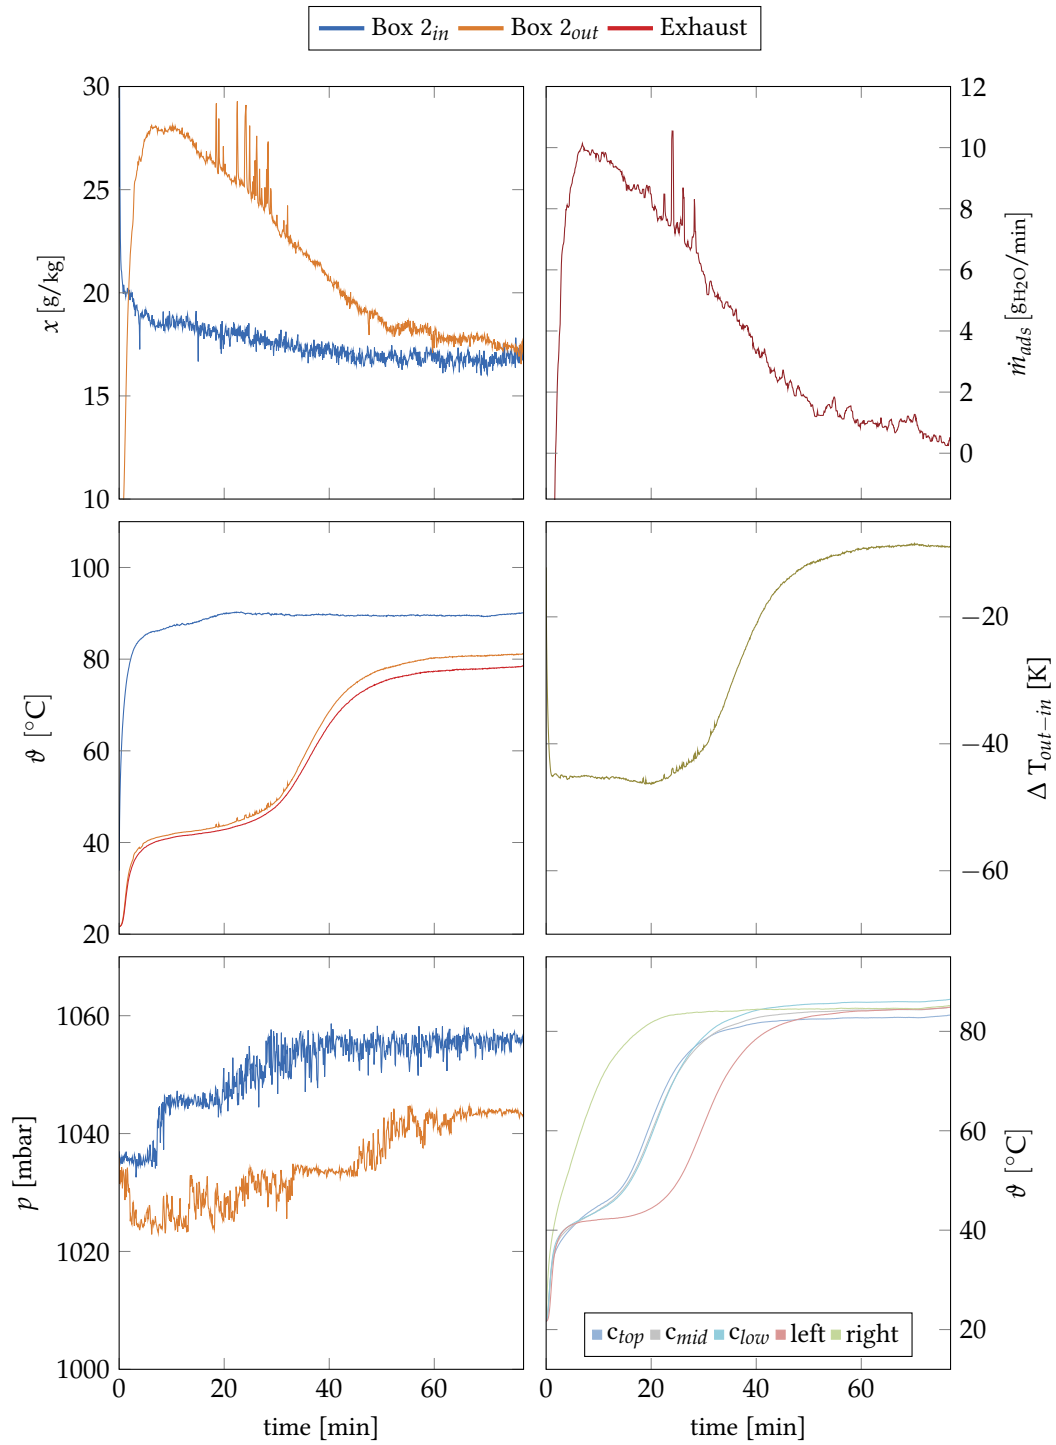 Box 2in Box 2out Exhaust
30
25
20
15
10
x [g/kg]
12
10
8
6
4
2
0
ṁads [gH2O/min]
100
80
60
40
20
ϑ [°C]
−20
−40
−60
Δ Tout−in [K]
1060
1040
1020
1000
p [mbar]
0 20 40 60
time [min]
80
60
40
20
ϑ [°C]
ctop cmid clow left right
0 20 40 60
time [min]